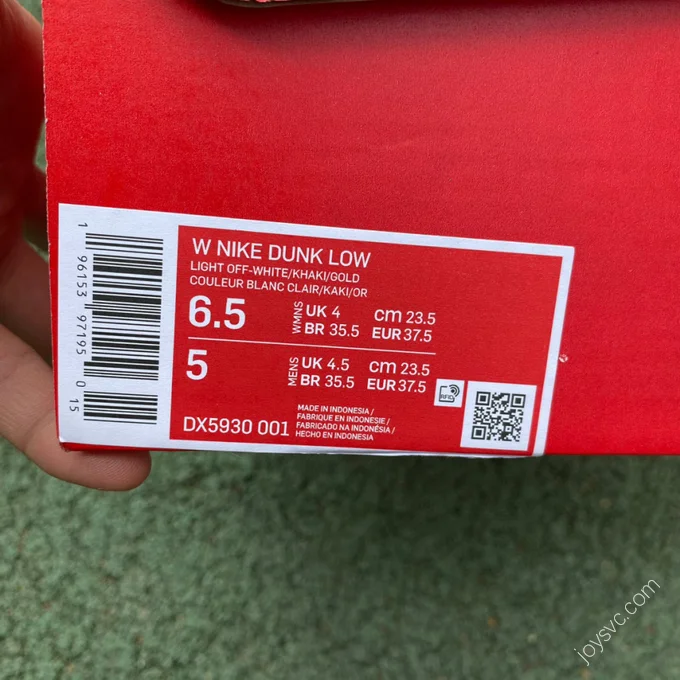 1 96153 97195 0 15
W NIKE DUNK LOW
LIGHT OFF-WHITE/KHAKI/GOLD
COULEUR BLANC CLAIR/KAKI/OR
6.5 WMNS UK 4 cm 23.5
BR 35.5 EUR 37.5
5 MENS UK 4.5 cm 23.5
BR 35.5 EUR 37.5
RFID
DX5930 001
MADE IN INDONESIA /
FABRIQUE EN INDONESIE /
FABRICADO NA INDONÉSIA /
HECHO EN INDONESIA
joysvc.com